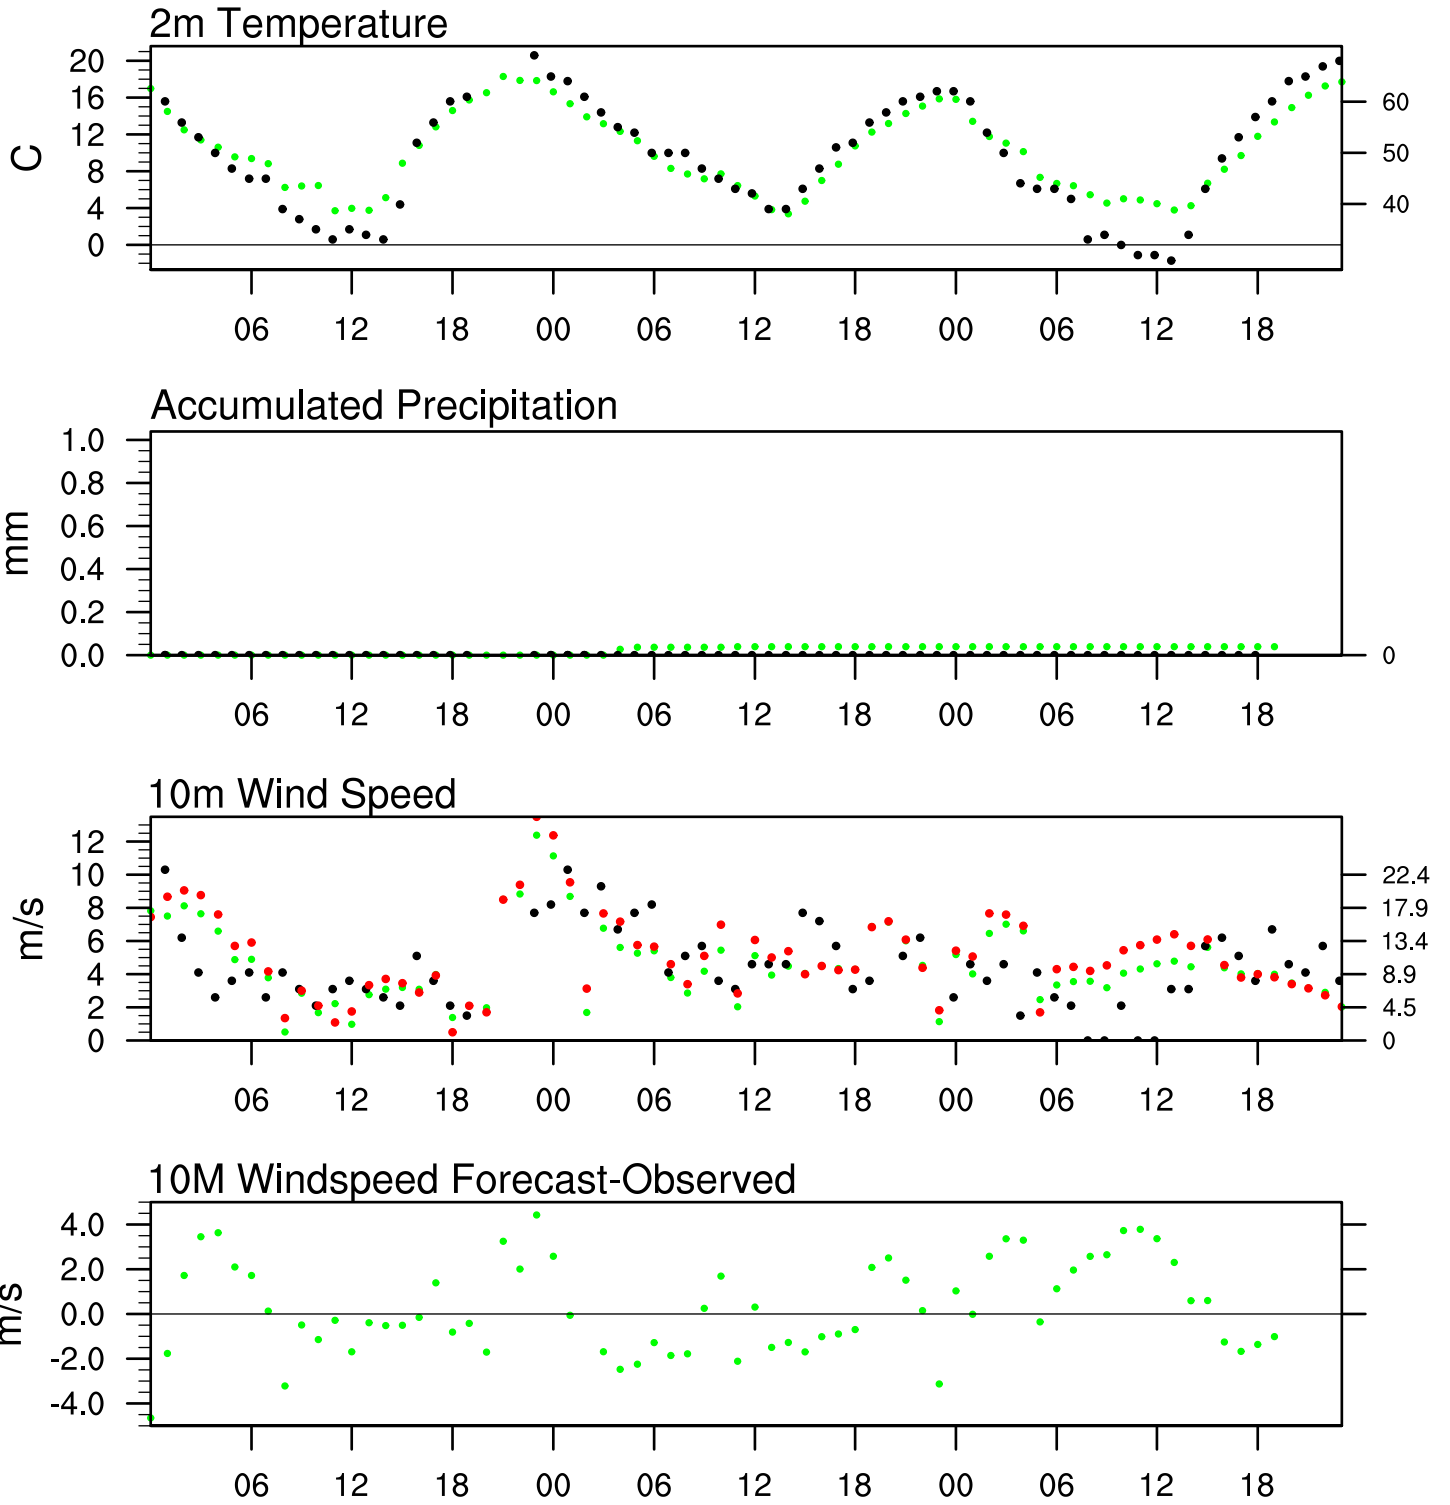 2m Temperature
20
16
12
8
4
0
C
60
50
40
06 12 18 00 06 12 18 00 06 12 18
Accumulated Precipitation
1.0
0.8
0.6
0.4
0.2
0.0
mm
0
06 12 18 00 06 12 18 00 06 12 18
10m Wind Speed
12
10
8
6
4
2
0
m/s
22.4
17.9
13.4
8.9
4.5
0
06 12 18 00 06 12 18 00 06 12 18
10M Windspeed Forecast-Observed
4.0
2.0
0.0
-2.0
-4.0
m/s
06 12 18 00 06 12 18 00 06 12 18